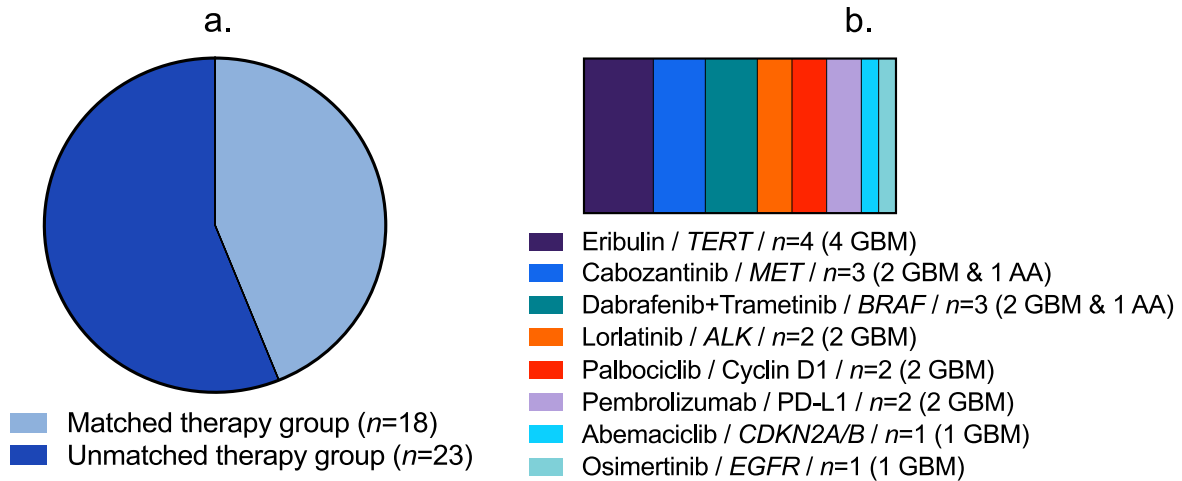 a.
Matched therapy group (n=18)
Unmatched therapy group (n=23)
b.
Eribulin / TERT / n=4 (4 GBM)
Cabozantinib / MET / n=3 (2 GBM & 1 AA)
Dabrafenib+Trametinib / BRAF / n=3 (2 GBM & 1 AA)
Lorlatinib / ALK / n=2 (2 GBM)
Palbociclib / Cyclin D1 / n=2 (2 GBM)
Pembrolizumab / PD-L1 / n=2 (2 GBM)
Abemaciclib / CDKN2A/B / n=1 (1 GBM)
Osimertinib / EGFR / n=1 (1 GBM)